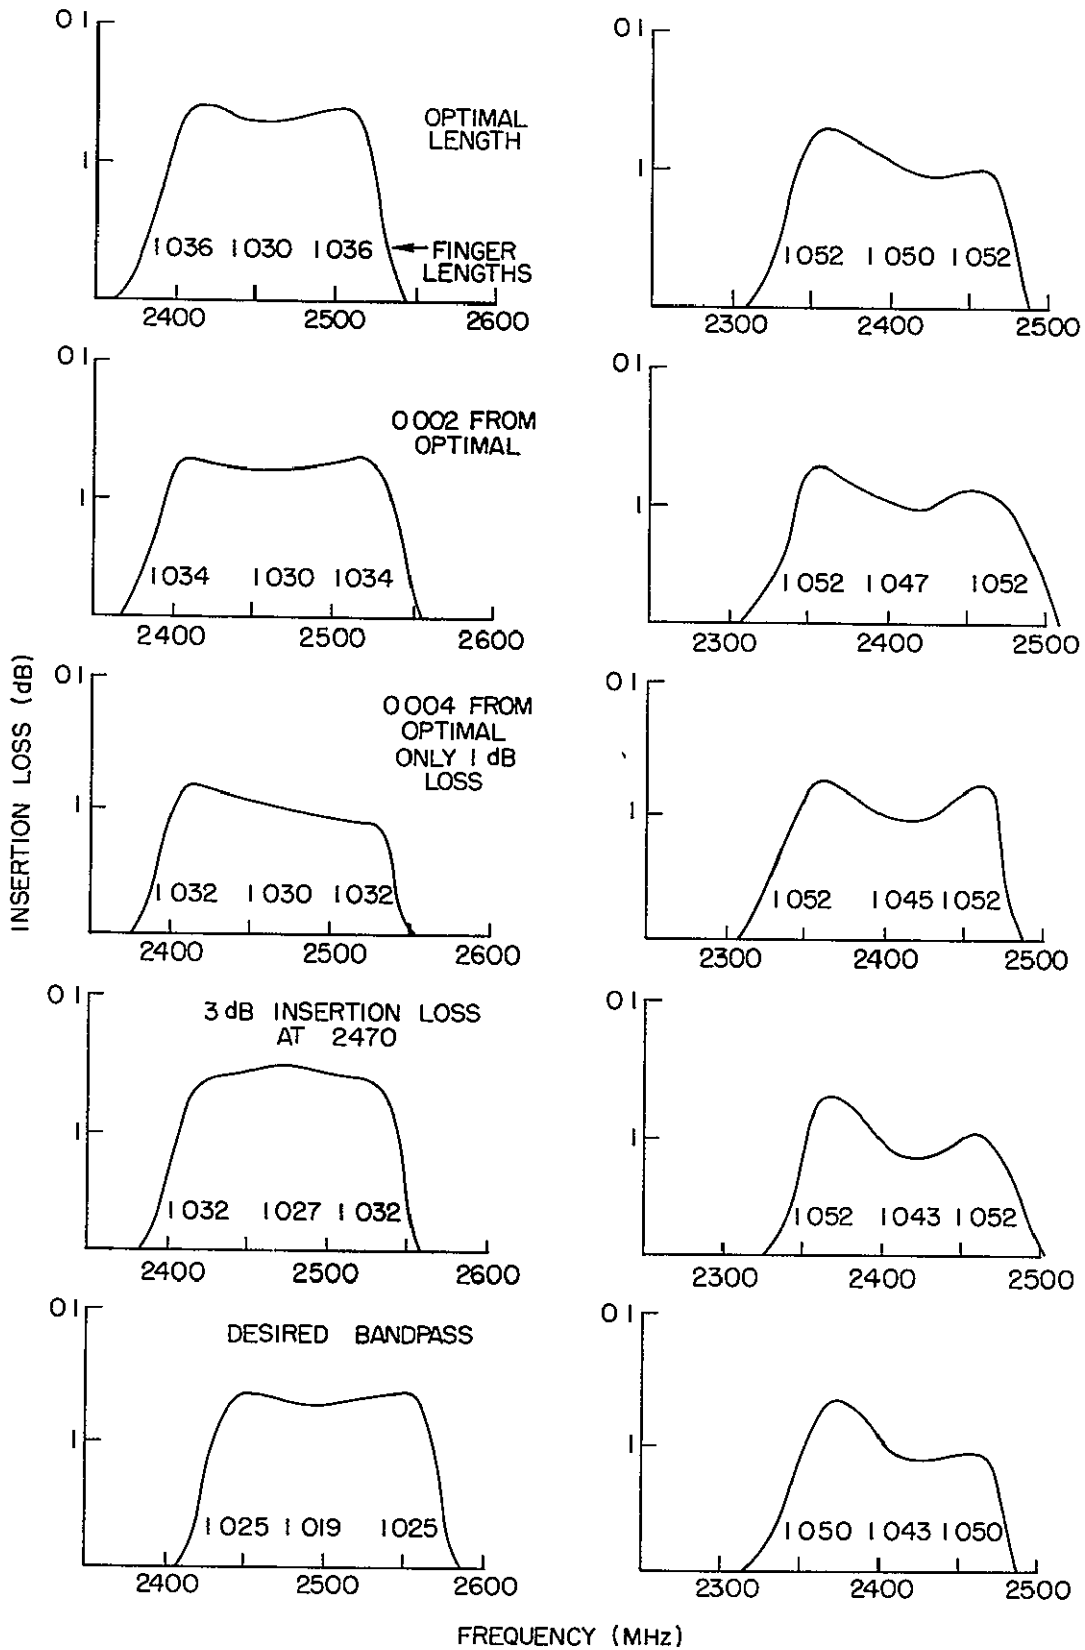 0 1
1
OPTIMAL
LENGTH
1 036 1 030 1 036
FINGER
LENGTHS
2400 2500 2600
0 1
1
1 052 1 050 1 052
2300 2400 2500
0 1
1
0 002 FROM
OPTIMAL
1 034 1 030 1 034
2400 2500 2600
0 1
1
1 052 1 047 1 052
2300 2400 2500
INSERTION LOSS (dB)
0 1
1
0 004 FROM
OPTIMAL
ONLY 1 dB
LOSS
1 032 1 030 1 032
2400 2500 2600
0 1
1
1 052 1 045 1 052
2300 2400 2500
0 1
1
3 dB INSERTION LOSS
AT 2470
1 032 1 027 1 032
2400 2500 2600
0 1
1
1 052 1 043 1 052
2300 2400 2500
0 1
1
DESIRED BANDPASS
1 025 1 019 1 025
2400 2500 2600
0 1
1
1 050 1 043 1 050
2300 2400 2500
FREQUENCY (MHz)